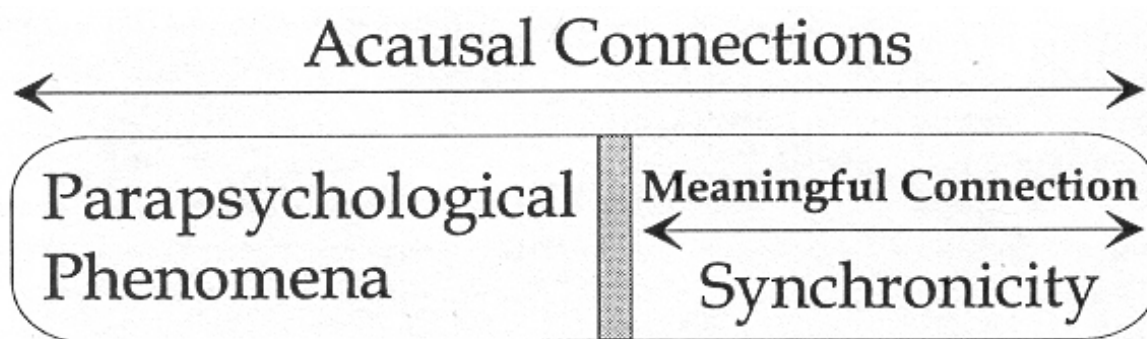 Acausal Connections
Parapsychological
Phenomena
Meaningful Connection
Synchronicity